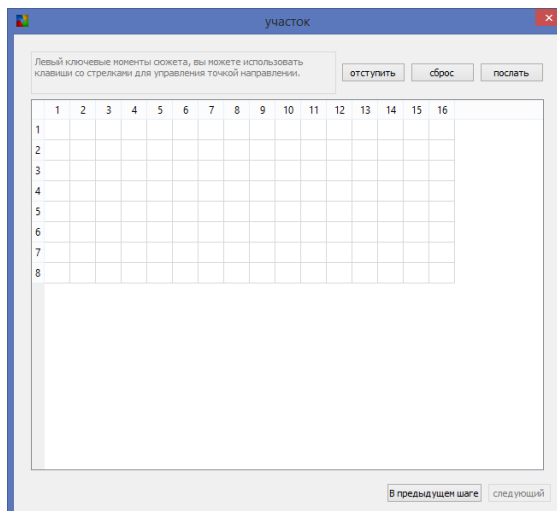 участок
Левый ключевые моменты сюжета, вы можете использовать
клавиши со стрелками для управления точкой направлении.
отступить сброс послать
1 2 3 4 5 6 7 8 9 10 11 12 13 14 15 16
1
2
3
4
5
6
7
8
В предыдущем шаге следующий